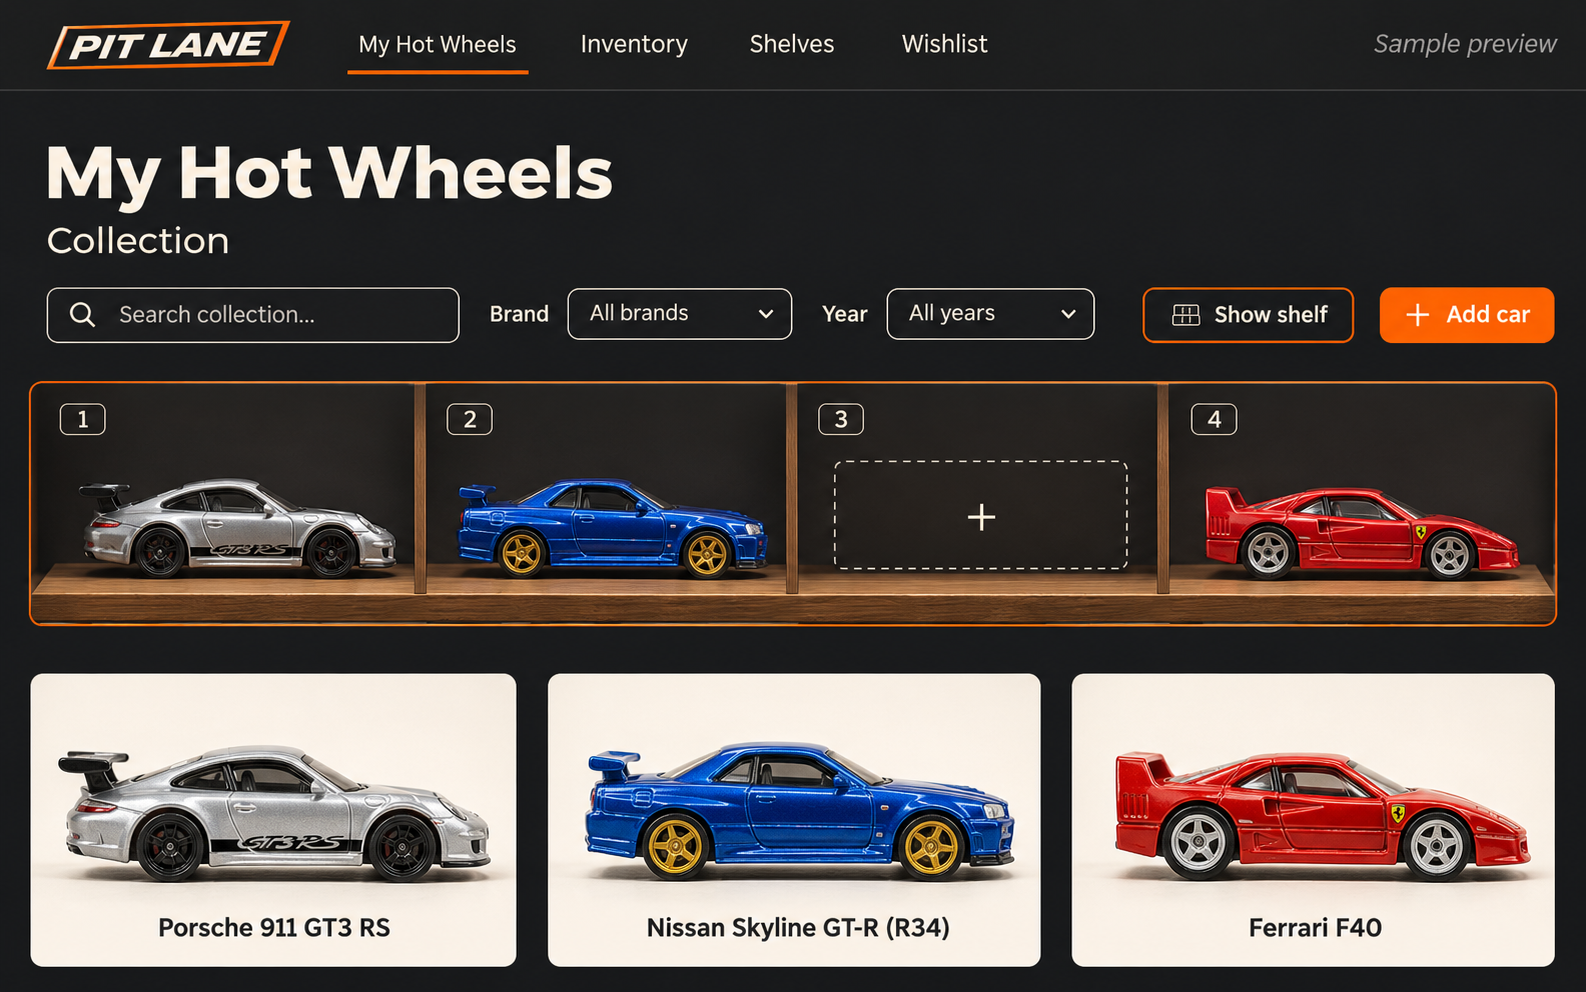 PIT LANE
My Hot Wheels
Inventory
Shelves
Wishlist
Sample preview
My Hot Wheels
Collection
Search collection...
Brand
All brands
Year
All years
Show shelf
+ Add car
1
2
3
4
GT3 RS
+
GT3 RS
Porsche 911 GT3 RS
Nissan Skyline GT-R (R34)
Ferrari F40